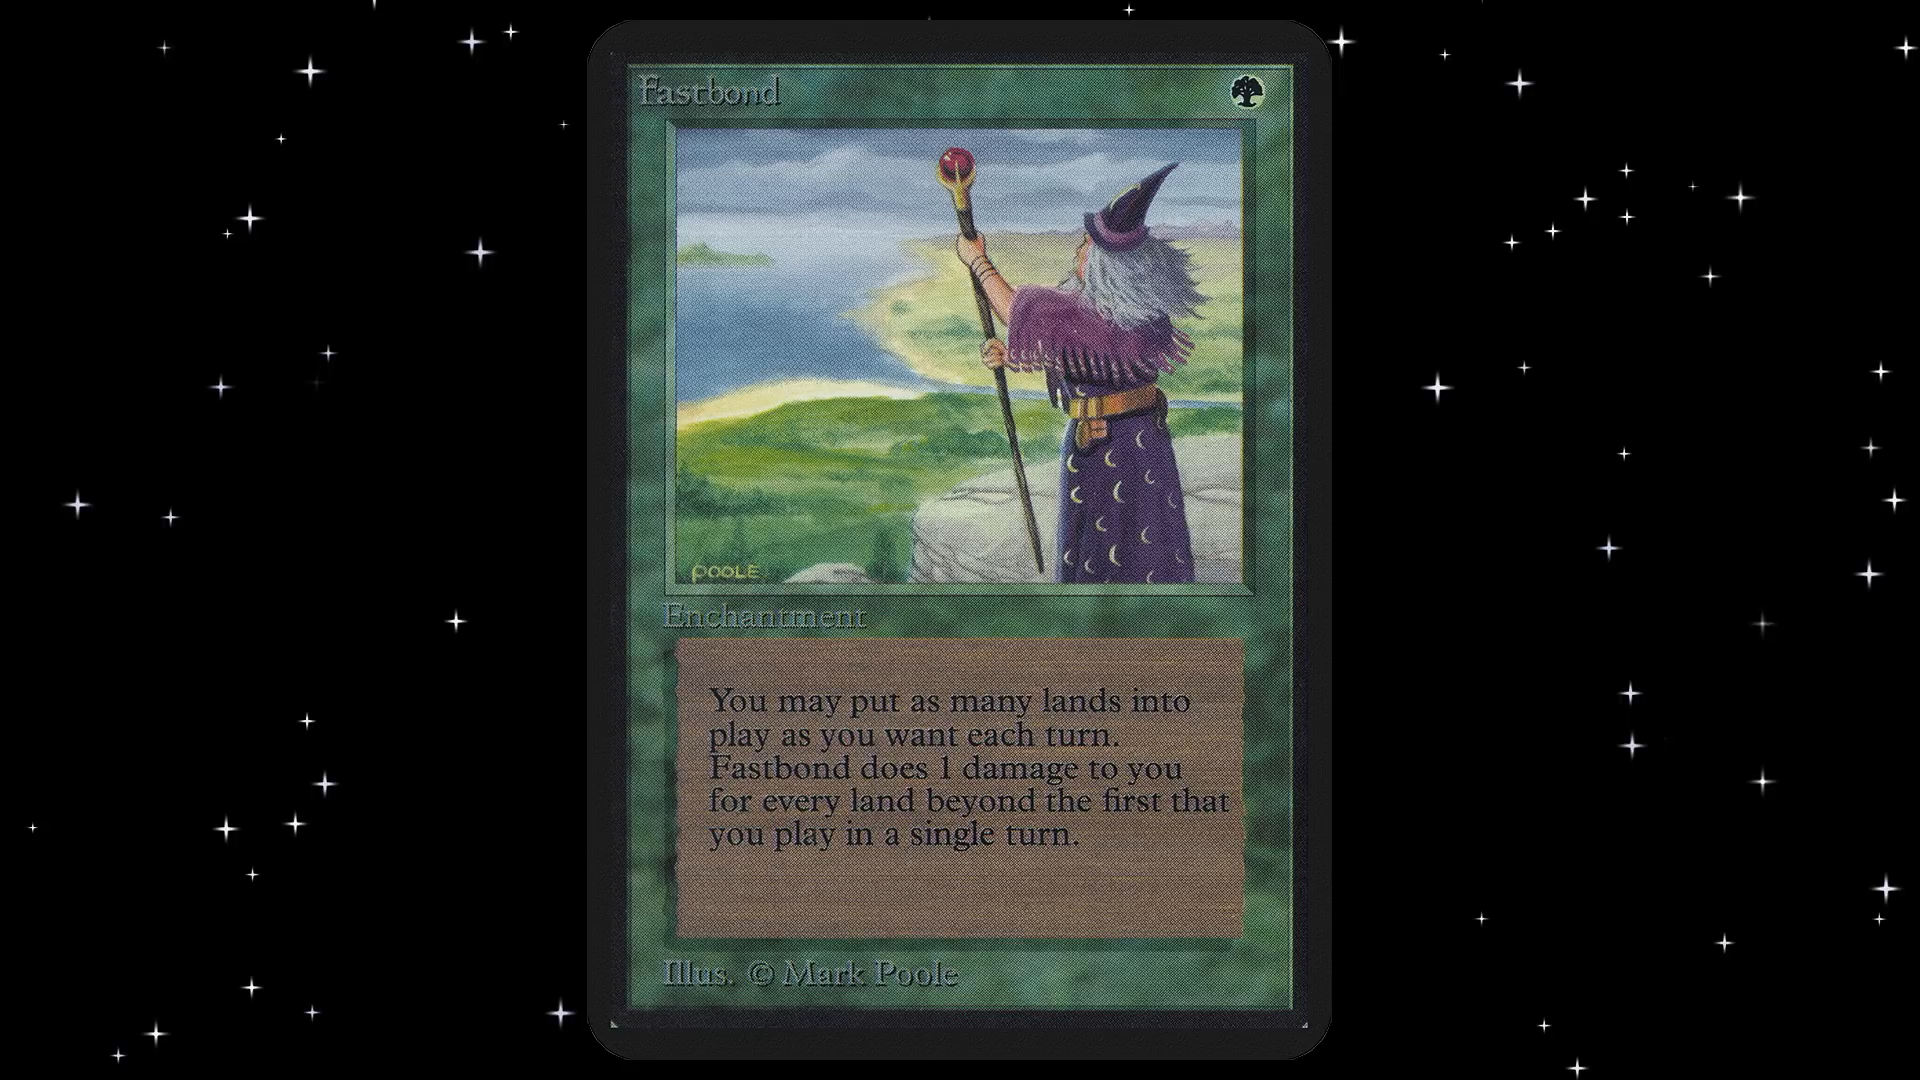 Fastbond
POOLE
Enchantment
You may put as many lands into
play as you want each turn.
Fastbond does 1 damage to you
for every land beyond the first that
you play in a single turn.
Illus. © Mark Poole